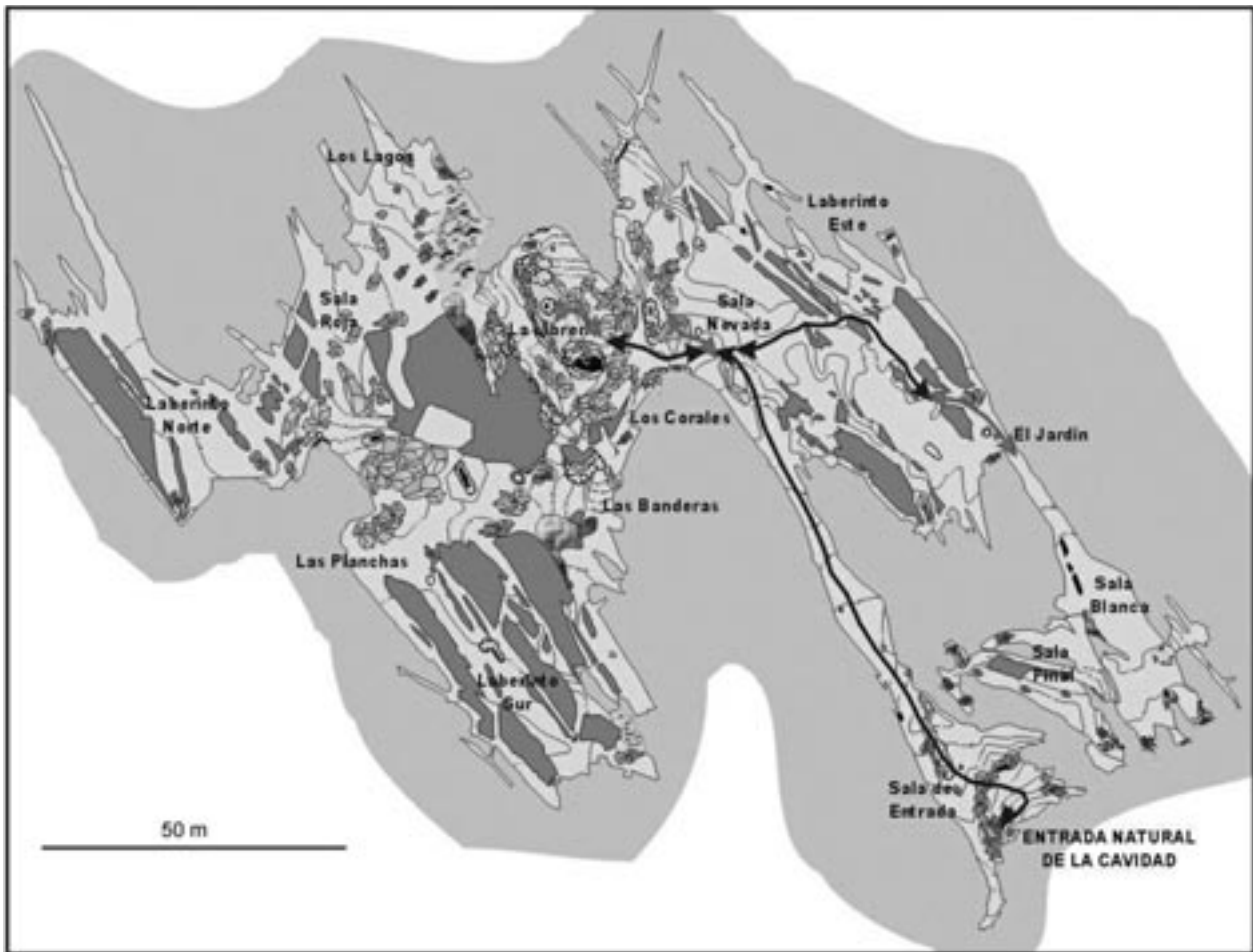 Los Lagos
Laberinto
Este
Sala
Roja
Sala
Nevada
Laberinto
Norte
Los Corales
El Jardin
Las Banderas
Las Planchas
Sala
Blanca
Sala
Final
Laberinto
Sur
Sala de
Entrada
50 m
ENTRADA NATURAL
DE LA CAVIDAD